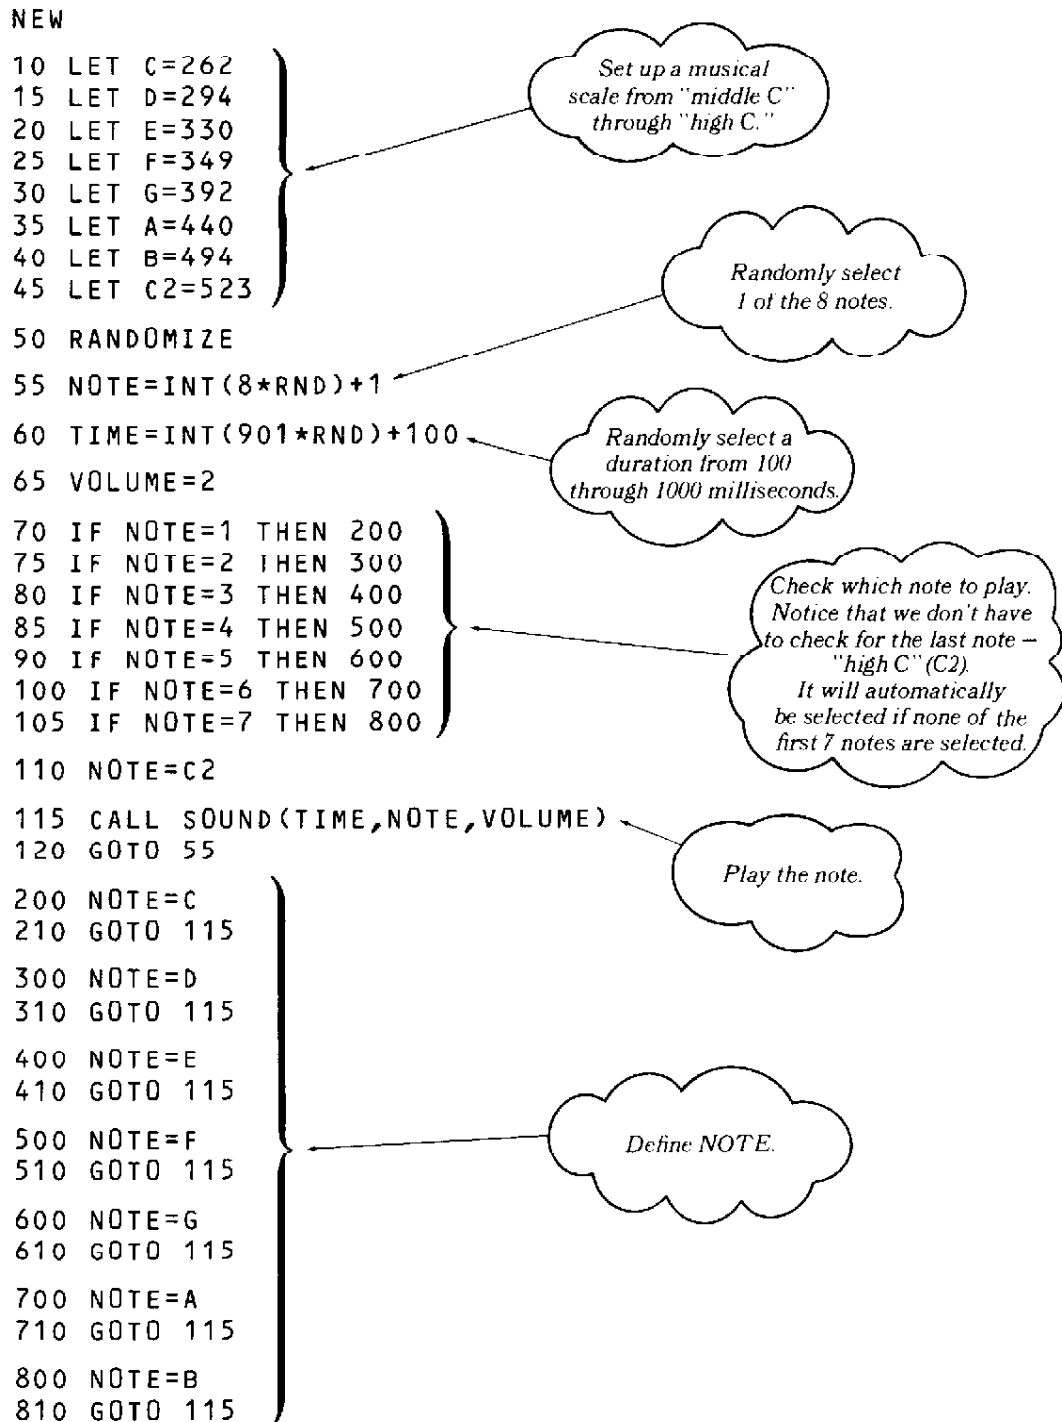 NEW
10 LET C=262
15 LET D=294
20 LET E=330
25 LET F=349
30 LET G=392
35 LET A=440
40 LET B=494
45 LET C2=523
Set up a musical
scale from "middle C"
through "high C."
50 RANDOMIZE
55 NOTE=INT(8*RND)+1
Randomly select
1 of the 8 notes.
60 TIME=INT(901*RND)+100
Randomly select a
duration from 100
through 1000 milliseconds.
65 VOLUME=2
70 IF NOTE=1 THEN 200
75 IF NOTE=2 THEN 300
80 IF NOTE=3 THEN 400
85 IF NOTE=4 THEN 500
90 IF NOTE=5 THEN 600
100 IF NOTE=6 THEN 700
105 IF NOTE=7 THEN 800
Check which note to play.
Notice that we don't have
to check for the last note –
"high C" (C2).
It will automatically
be selected if none of the
first 7 notes are selected.
110 NOTE=C2
115 CALL SOUND(TIME,NOTE,VOLUME)
120 GOTO 55
Play the note.
200 NOTE=C
210 GOTO 115
300 NOTE=D
310 GOTO 115
400 NOTE=E
410 GOTO 115
500 NOTE=F
510 GOTO 115
600 NOTE=G
610 GOTO 115
700 NOTE=A
710 GOTO 115
800 NOTE=B
810 GOTO 115
Define NOTE.